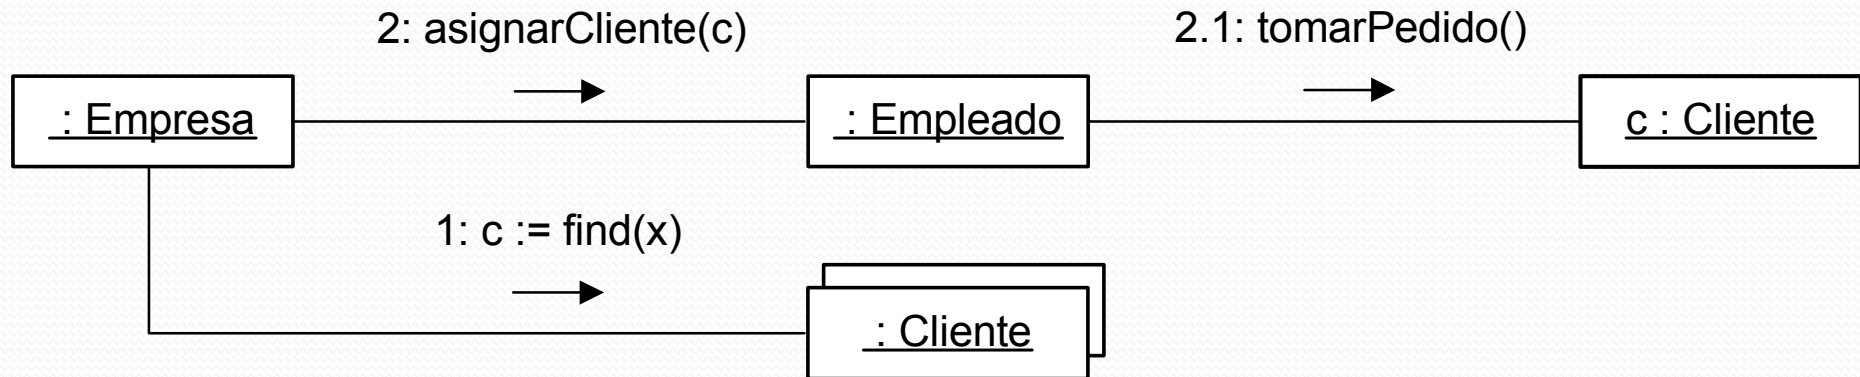 2: asignarCliente(c)
2.1: tomarPedido()
: Empresa
: Empleado
c : Cliente
1: c := find(x)
: Cliente